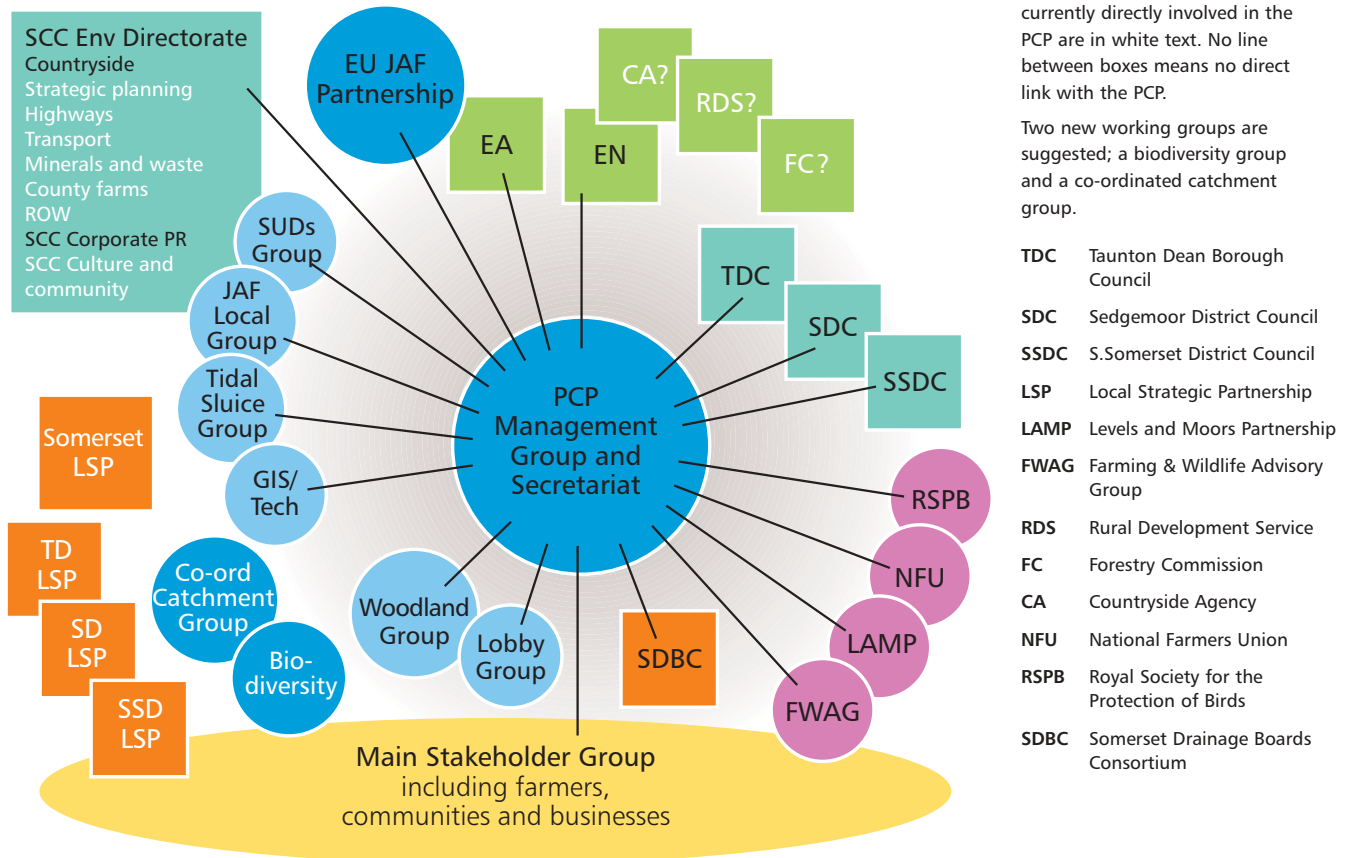 SCC Env Directorate
Countryside
Strategic planning
Highways
Transport
Minerals and waste
County farms
ROW
SCC Corporate PR
SCC Culture and
community
EU JAF
Partnership
EA
EN
CA?
RDS?
FC?
SUDs
Group
JAF
Local
Group
Tidal
Sluice
Group
GIS/
Tech
TDC
SDC
SSDC
PCP
Management
Group and
Secretariat
Somerset
LSP
TD
LSP
SD
LSP
SSD
LSP
Co-ord
Catchment
Group
Bio-
diversity
Woodland
Group
Lobby
Group
SDBC
RSPB
NFU
LAMP
FWAG
Main Stakeholder Group
including farmers,
communities and businesses
currently directly involved in the
PCP are in white text. No line
between boxes means no direct
link with the PCP.
Two new working groups are
suggested; a biodiversity group
and a co-ordinated catchment
group.
TDC Taunton Dean Borough
Council
SDC Sedgemoor District Council
SSDC S.Somerset District Council
LSP Local Strategic Partnership
LAMP Levels and Moors Partnership
FWAG Farming & Wildlife Advisory
Group
RDS Rural Development Service
FC Forestry Commission
CA Countryside Agency
NFU National Farmers Union
RSPB Royal Society for the
Protection of Birds
SDBC Somerset Drainage Boards
Consortium